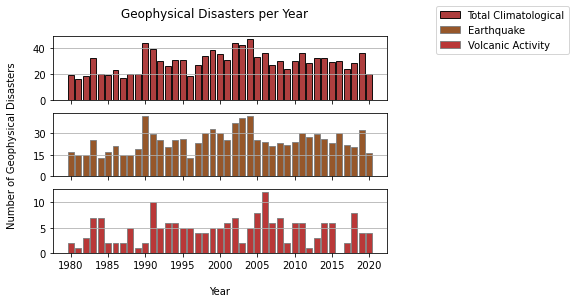 Geophysical Disasters per Year
Total Climatological
Earthquake
Volcanic Activity
Number of Geophysical Disasters
40
20
0
30
15
0
10
5
0
1980 1985 1990 1995 2000 2005 2010 2015 2020
Year